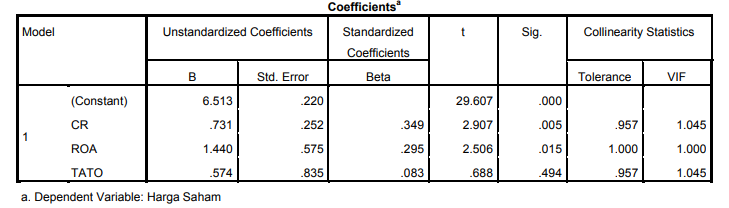 Coefficientsa
Model Unstandardized Coefficients Standardized Coefficients t Sig. Collinearity Statistics
B Std. Error Beta Tolerance VIF
1 (Constant) 6.513 .220 29.607 .000
CR .731 .252 .349 2.907 .005 .957 1.045
ROA 1.440 .575 .295 2.506 .015 1.000 1.000
TATO .574 .835 .083 .688 .494 .957 1.045
a. Dependent Variable: Harga Saham